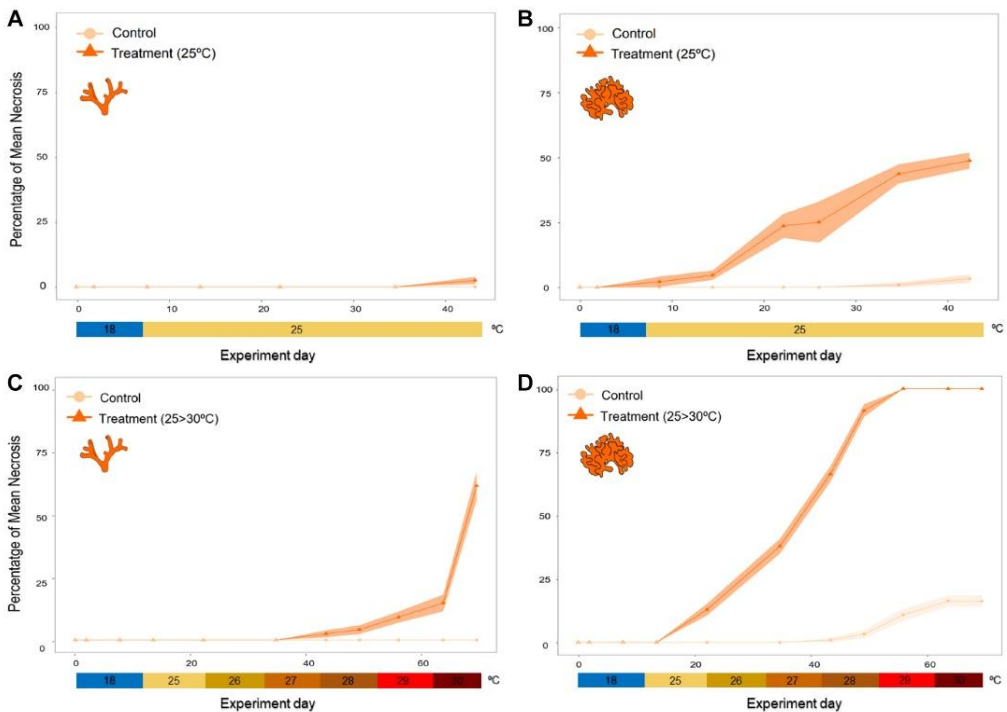 A
Control
Treatment (25ºC)
Percentatge of Mean Necrosis
100
75
50
25
0
0 10 20 30 40
18 25 ºC
Experiment day
B
Control
Treatment (25ºC)
100
75
50
25
0
0 10 20 30 40
18 25 ºC
Experiment day
C
Control
Treatment (25>30ºC)
Percentatge of Mean Necrosis
100
75
50
25
0
0 20 40 60
18 25 26 27 28 29 30 ºC
Experiment day
D
Control
Treatment (25>30ºC)
100
75
50
25
0
0 20 40 60
18 25 26 27 28 29 30 ºC
Experiment day